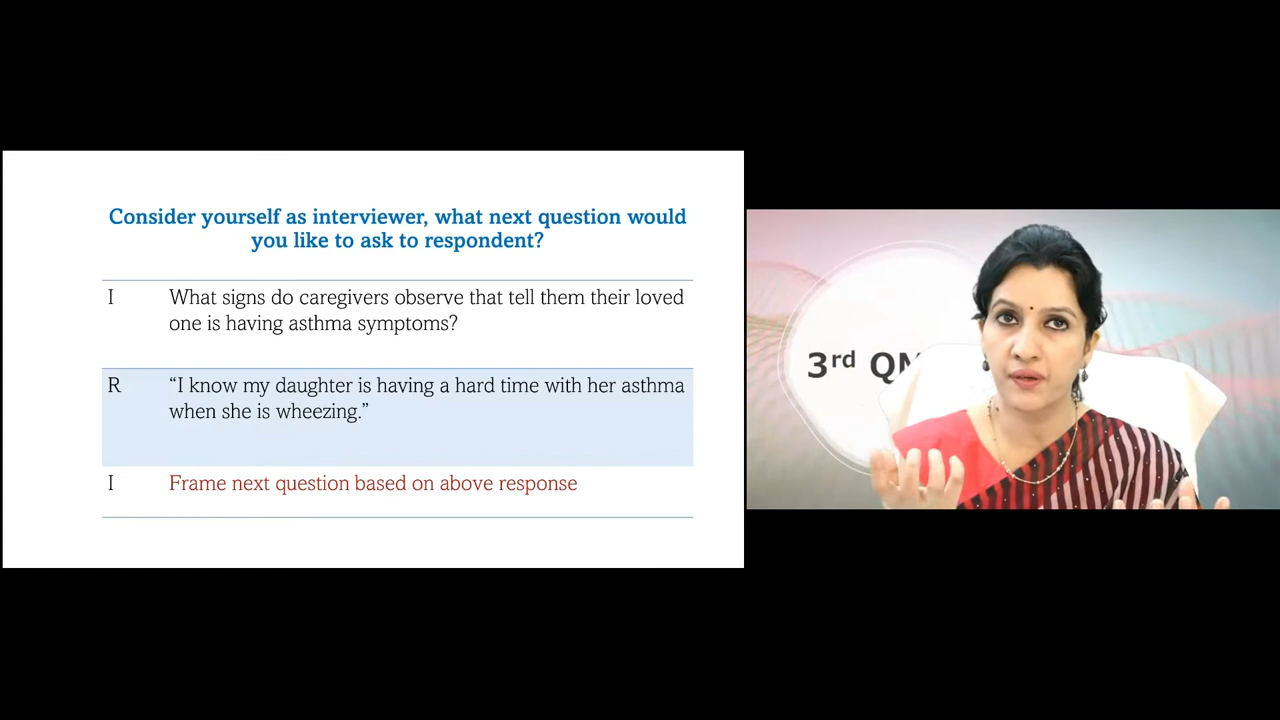 Consider yourself as interviewer, what next question would
you like to ask to respondent?
I What signs do caregivers observe that tell them their loved
one is having asthma symptoms?
R “I know my daughter is having a hard time with her asthma
when she is wheezing.”
I Frame next question based on above response
3rd